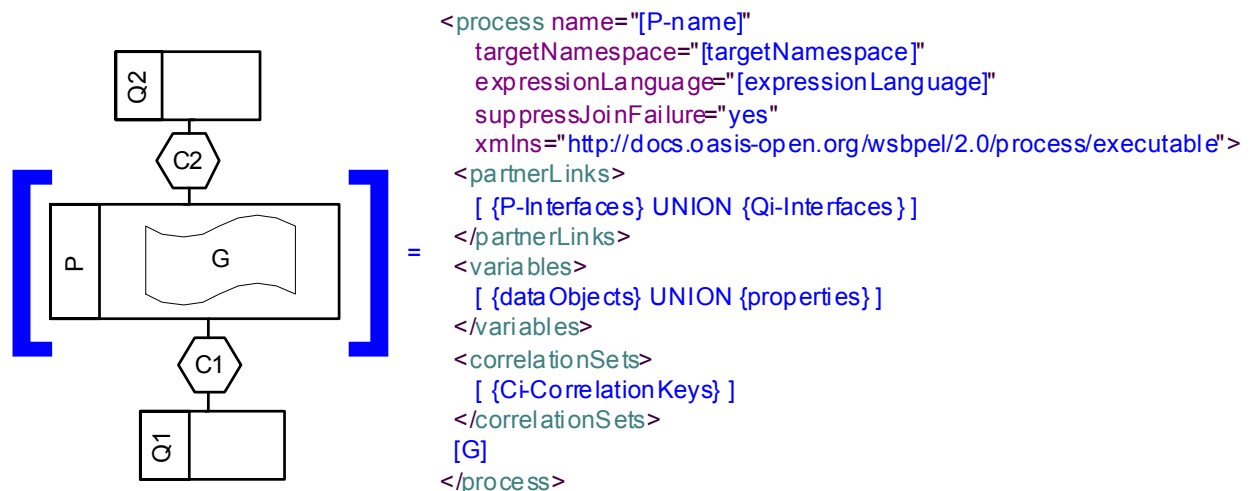 Q2
C2
P
G
C1
Q1
=
<process name="[P-name]"
targetNamespace="[targetNamespace]"
expressionLanguage="[expression Language]"
suppressJoinFailure="yes"
xmlns="http://docs.oasis-open.org/wsbpel/2.0/process/executable">
<partnerLinks>
[ {P-Interfaces} UNION {Qi-Interfaces} ]
</partnerLinks>
<variables>
[ {dataObjects} UNION {properties} ]
</variables>
<correlationSets>
[ {Ci-CorrelationKeys} ]
</correlationSets>
[G]
</process>